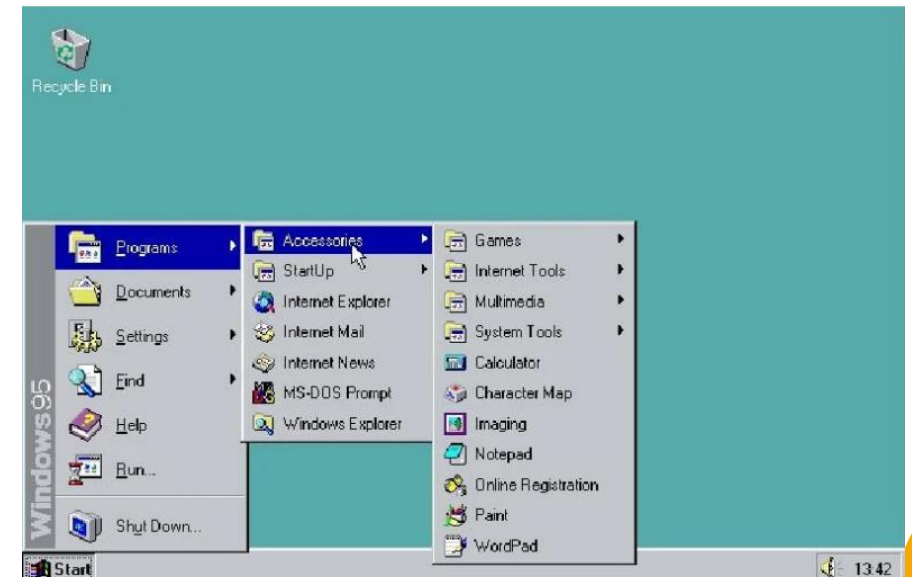 Recycle Bin
Windows95
Programs
Documents
Settings
Find
Help
Run...
Shut Down...
Accessories
StartUp
Internet Explorer
Internet Mail
Internet News
MS-DOS Prompt
Windows Explorer
Games
Internet Tools
Multimedia
System Tools
Calculator
Character Map
Imaging
Notepad
Online Registration
Paint
WordPad
Start
13:42